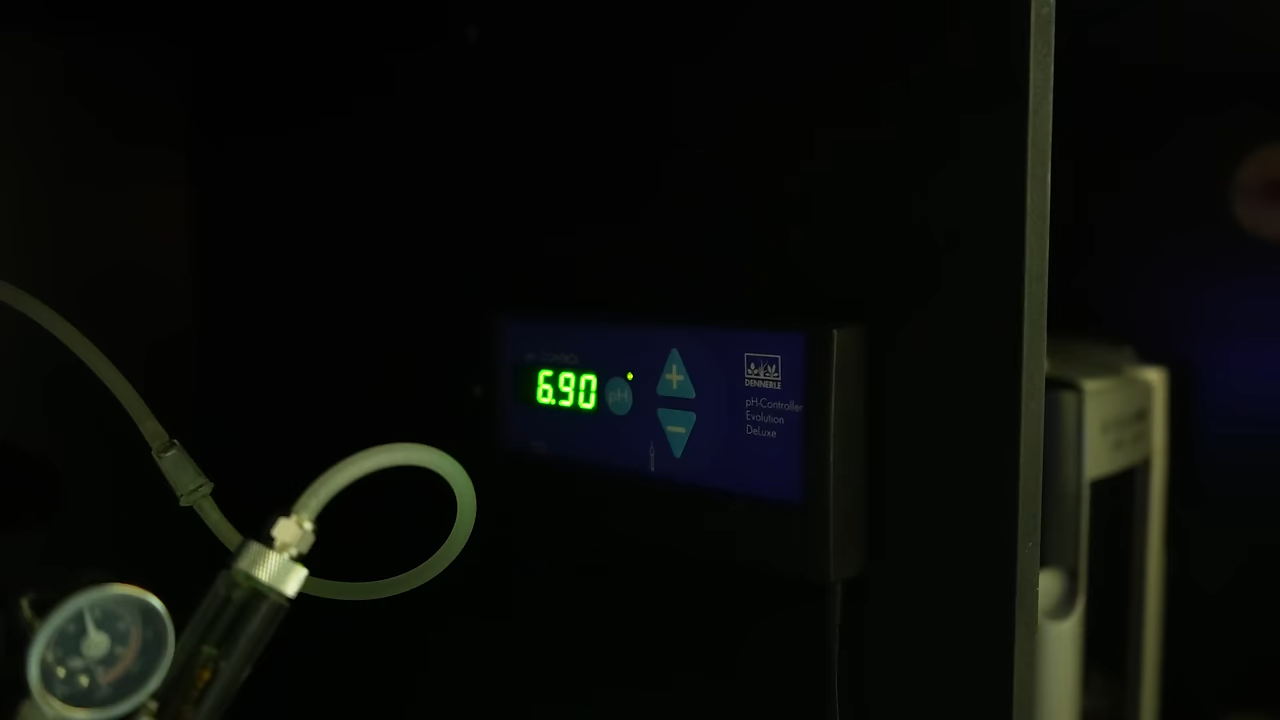 6.90
pH
+
−
DENNERLE
pH-Controller
Evolution
DeLuxe